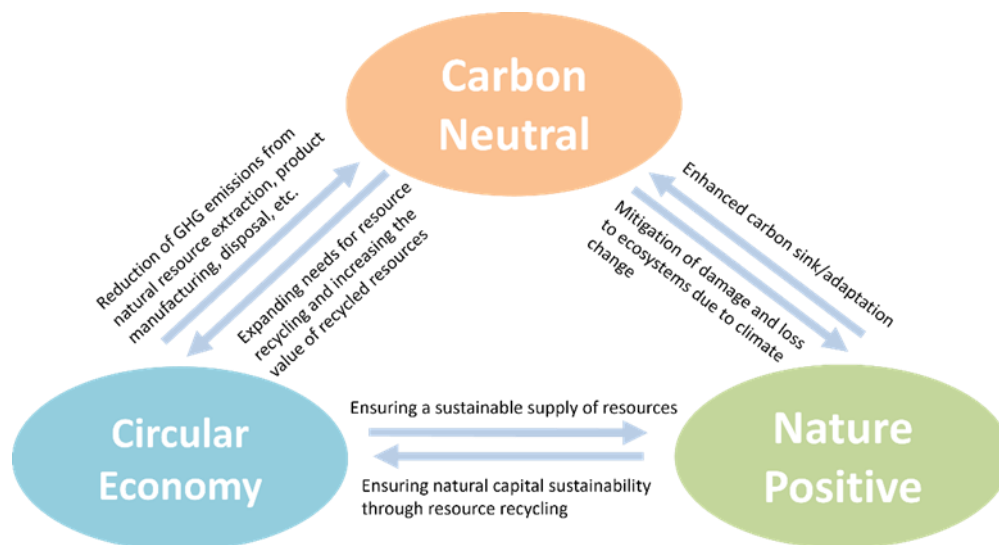 Carbon
Neutral
Reduction of GHG emissions from
natural resource extraction, product
manufacturing, disposal, etc.
Expanding needs for resource
recycling and increasing the
value of recycled resources
Enhanced carbon sink/adaptation
Mitigation of damage and loss
to ecosystems due to climate
change
Circular
Economy
Ensuring a sustainable supply of resources
Ensuring natural capital sustainability
through resource recycling
Nature
Positive